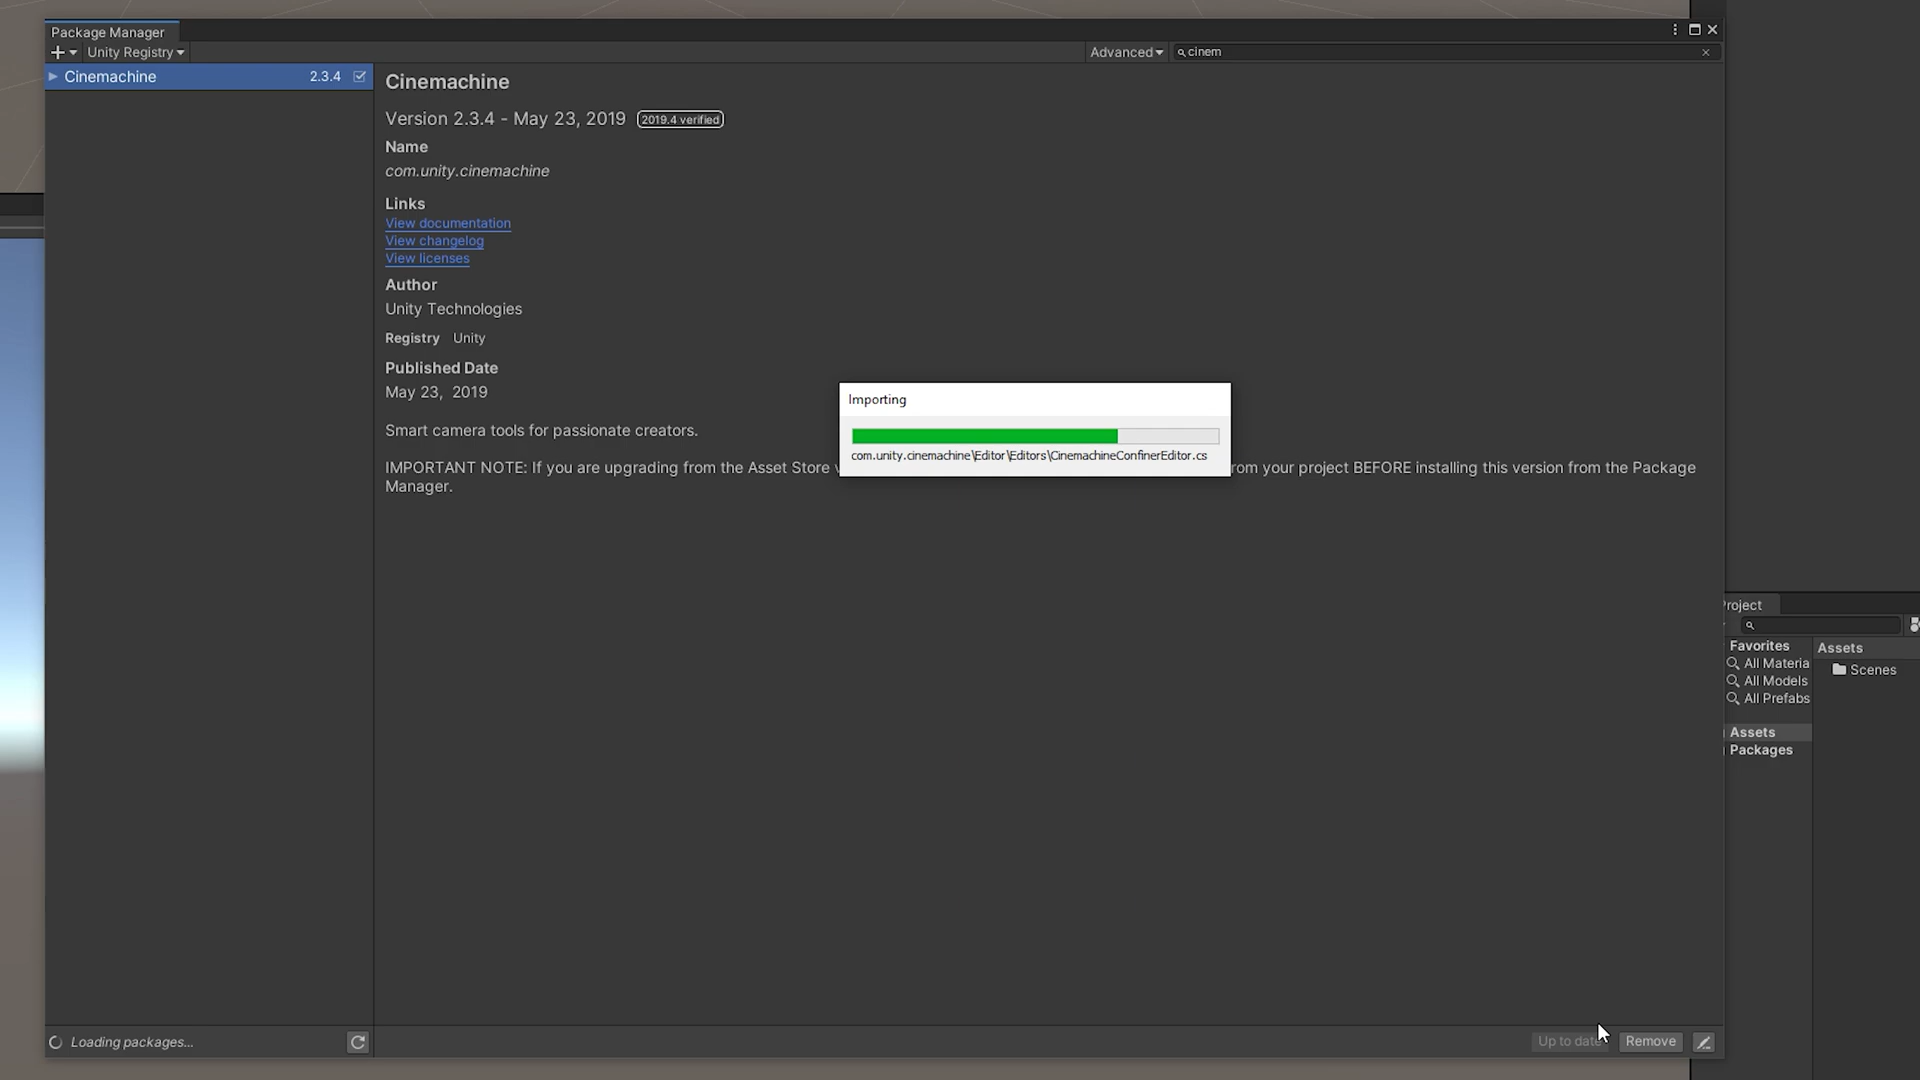 Package Manager
Unity Registry
Advanced
cinem
Cinemachine 2.3.4
Cinemachine
Version 2.3.4 - May 23, 2019 2019.4 verified
Name
com.unity.cinemachine
Links
View documentation
View changelog
View licenses
Author
Unity Technologies
Registry Unity
Published Date
May 23, 2019
Smart camera tools for passionate creators.
IMPORTANT NOTE: If you are upgrading from the Asset Store v
rom your project BEFORE installing this version from the Package
Manager.
Importing
com.unity.cinemachine\Editor\Editors\CinemachineConfinerEditor.cs
Project
Favorites
All Materia
All Models
All Prefabs
Assets
Packages
Assets
Scenes
Loading packages...
Up to date
Remove